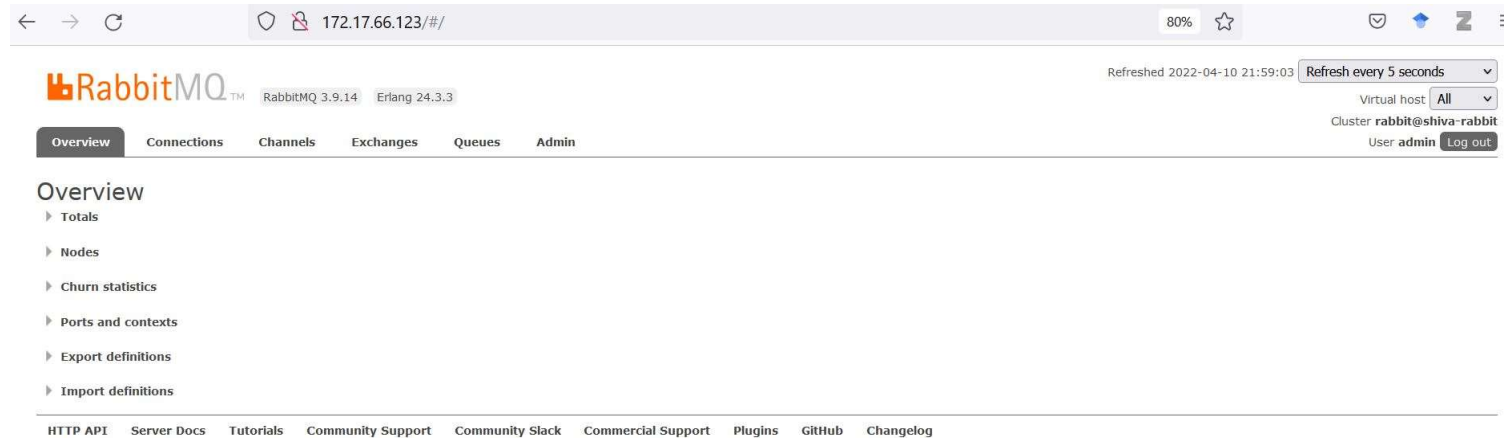 172.17.66.123/#/ 80%
RabbitMQ TM RabbitMQ 3.9.14 Erlang 24.3.3
Refreshed 2022-04-10 21:59:03 Refresh every 5 seconds
Virtual host All
Cluster rabbit@shiva-rabbit
User admin Log out
Overview Connections Channels Exchanges Queues Admin
Overview
Totals
Nodes
Churn statistics
Ports and contexts
Export definitions
Import definitions
HTTP API Server Docs Tutorials Community Support Community Slack Commercial Support Plugins GitHub Changelog